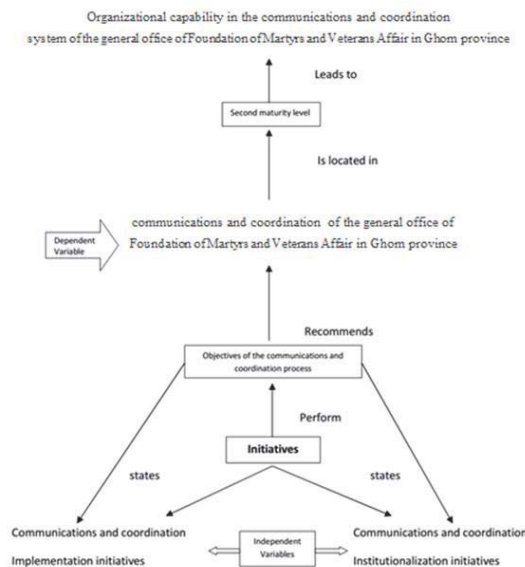 Organizational capability in the communications and coordination
system of the general office of Foundation of Martyrs and Veterans Affair in Ghom province
Leads to
Second maturity level
Is located in
communications and coordination of the general office of
Foundation of Martyrs and Veterans Affair in Ghom province
Dependent
Variable
Recommends
Objectives of the communications and
coordination process
Perform
Initiatives
states
states
Communications and coordination
Implementation initiatives
Independent
Variables
Communications and coordination
Institutionalization initiatives